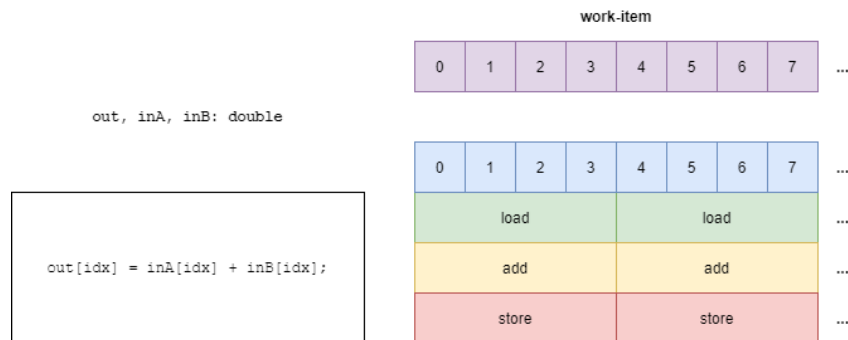 work-item
0 1 2 3 4 5 6 7 ...
out, inA, inB: double
0 1 2 3 4 5 6 7 ...
load load ...
out[idx] = inA[idx] + inB[idx]; add add ...
store store ...